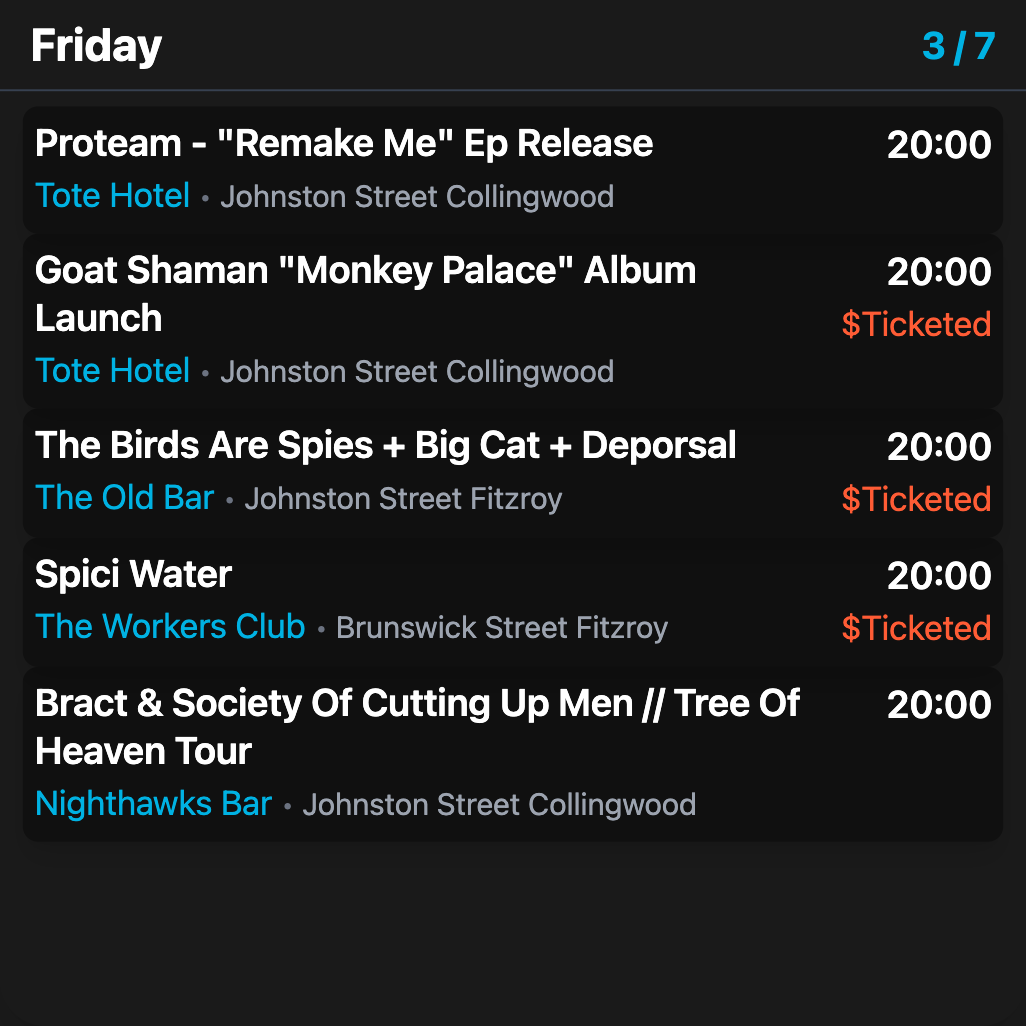 Friday
3 / 7
Proteam - "Remake Me" Ep Release
20:00
Tote Hotel • Johnston Street Collingwood
Goat Shaman "Monkey Palace" Album
Launch
20:00
$Ticketed
Tote Hotel • Johnston Street Collingwood
The Birds Are Spies + Big Cat + Deporsal
20:00
The Old Bar • Johnston Street Fitzroy
$Ticketed
Spici Water
20:00
The Workers Club • Brunswick Street Fitzroy
$Ticketed
Bract & Society Of Cutting Up Men // Tree Of
Heaven Tour
20:00
Nighthawks Bar • Johnston Street Collingwood